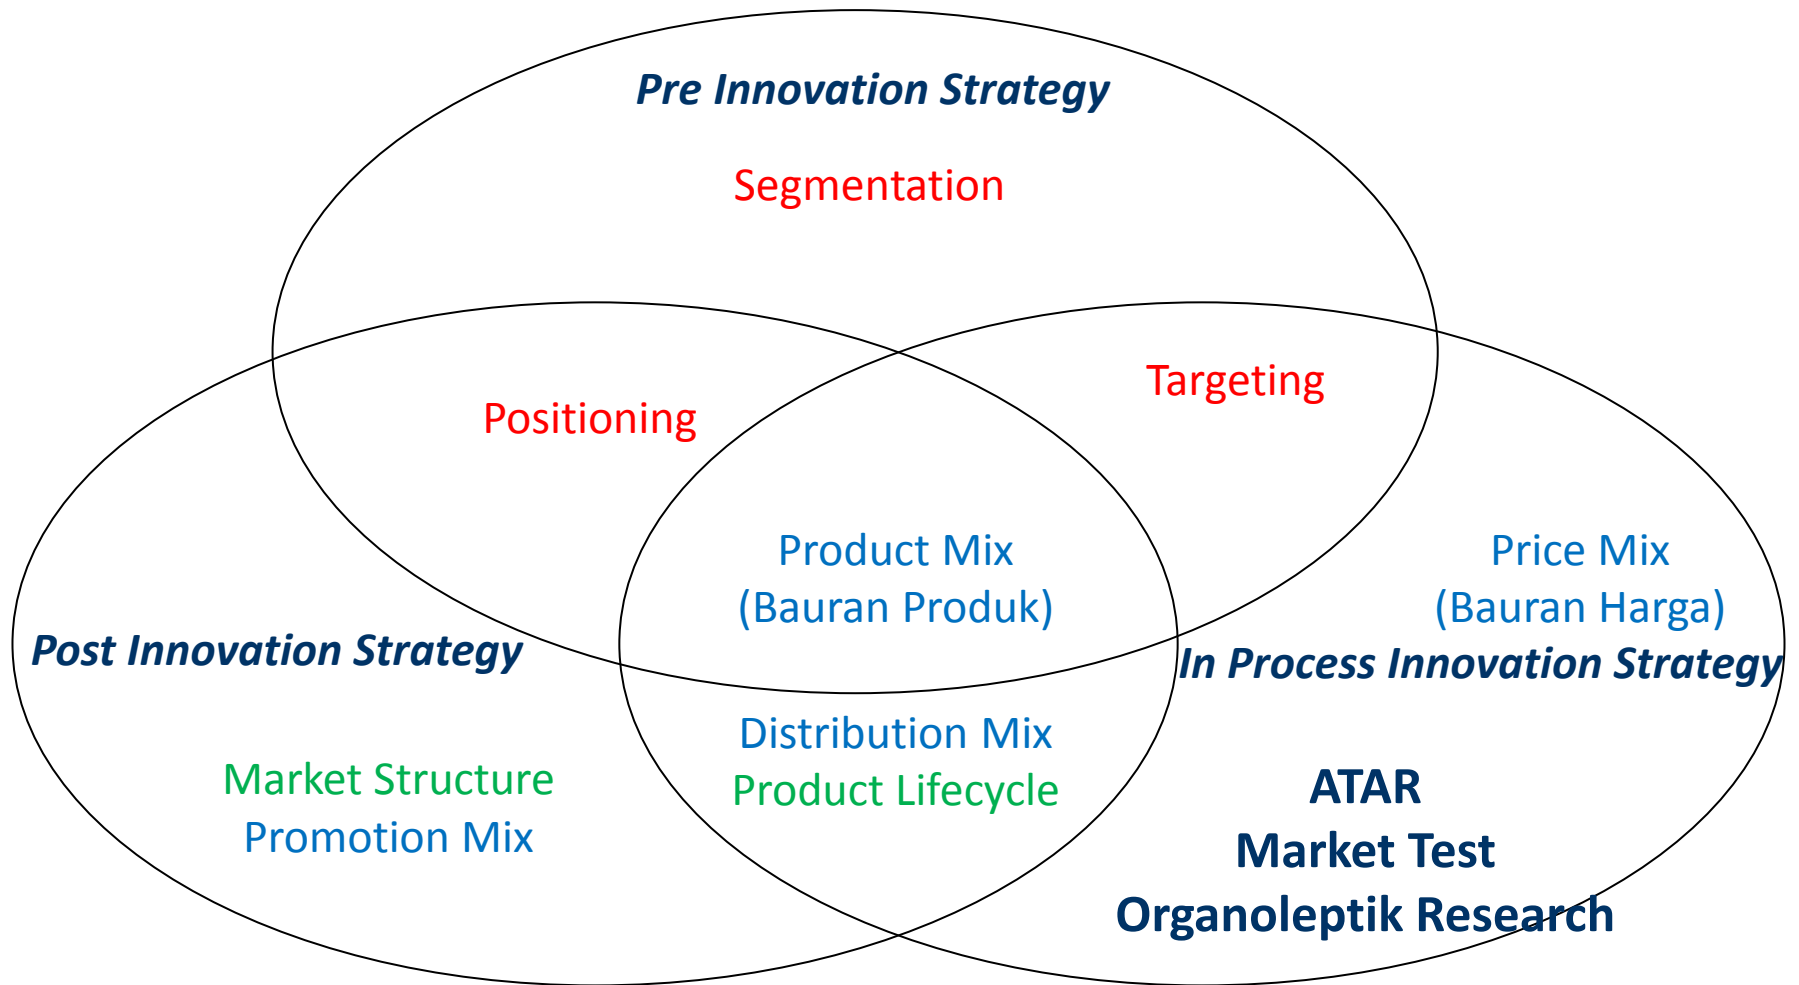 Pre Innovation Strategy
Segmentation
Targeting
Positioning
Product Mix
(Bauran Produk)
Price Mix
(Bauran Harga)
Post Innovation Strategy
In Process Innovation Strategy
Distribution Mix
Product Lifecycle
Market Structure
Promotion Mix
ATAR
Market Test
Organoleptik Research